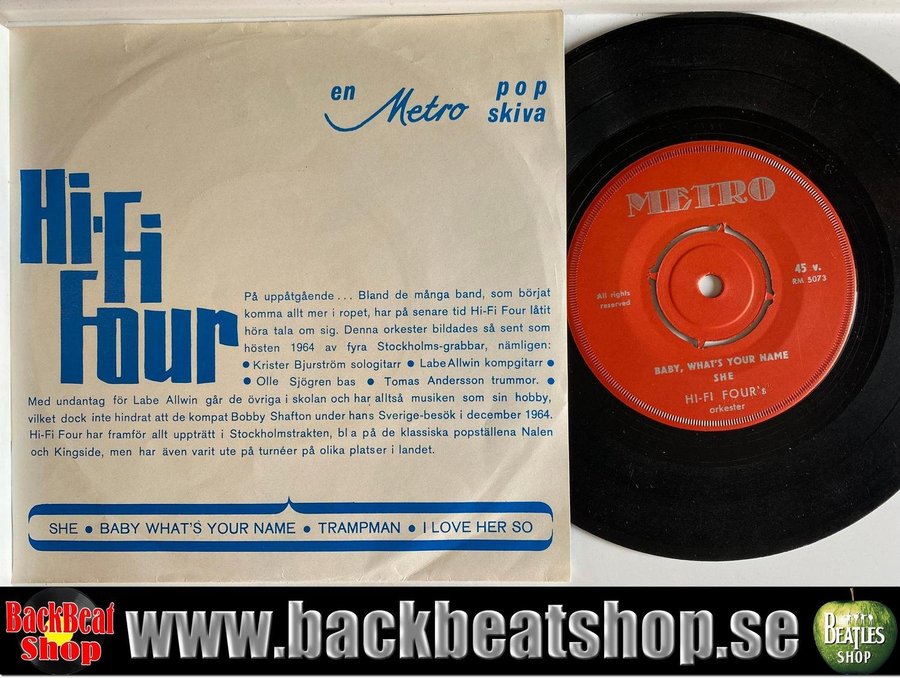 en Metro pop skiva
Hi-Fi
Four
På uppåtgående ... Bland de många band, som börjat
komma allt mer i ropet, har på senare tid Hi-Fi Four låtit
höra tala om sig. Denna orkester bildades så sent som
hösten 1964 av fyra Stockholms-grabbar, nämligen:
● Krister Bjurström sologitarr ● Labe Allwin kompgitarr ●
● Olle Sjögren bas ● Tomas Andersson trummor. ●
Med undantag för Labe Allwin går de övriga i skolan och har alltså musiken som sin hobby,
vilket dock inte hindrat att de kompat Bobby Shafton under hans Sverige-besök i december 1964.
Hi-Fi Four har framför allt uppträtt i Stockholmstrakten, bl a på de klassiska popställena Nalen
och Kingside, men har även varit ute på turnéer på olika platser i landet.
SHE ● BABY WHAT'S YOUR NAME ● TRAMPMAN ● I LOVE HER SO
METRO
45 v.
RM 5073
All rights
reserved
BABY, WHAT'S YOUR NAME
SHE
HI-FI FOUR's
orkester
BackBeat
Shop
www.backbeatshop.se
BEATLES
SHOP